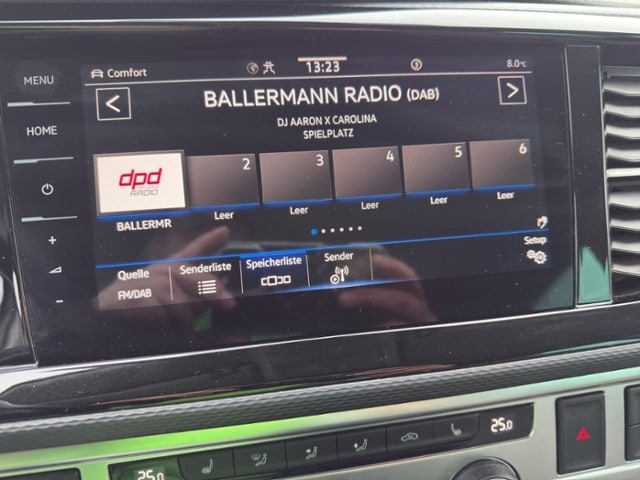 MENU
HOME
Comfort
13:23
8.0°C
BALLERMANN RADIO (DAB)
DJ AARON X CAROLINA
SPIELPLATZ
dpd
RADIO
BALLERMR
2
Leer
3
Leer
4
Leer
5
Leer
6
Leer
Setup
Quelle
FM/DAB
Senderliste
Speicherliste
Sender
25.0
25.0